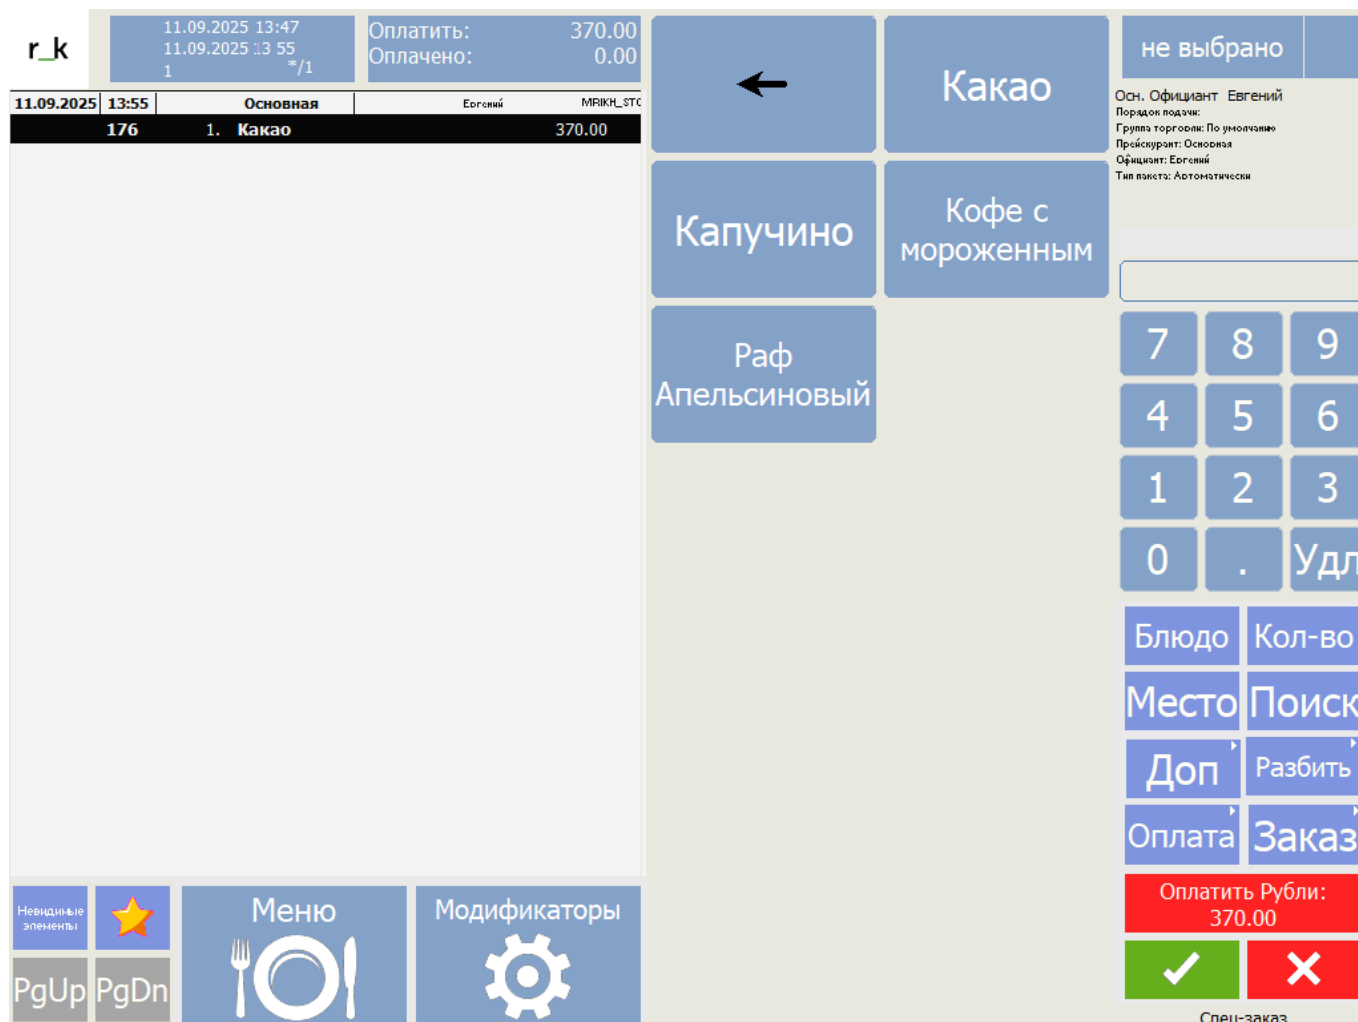 r_k
11.09.2025 13:47
11.09.2025 13 55
1 */1
Оплатить: 370.00
Оплачено: 0.00
11.09.2025 13:55 Основная Евгений MRIKH_STO
176 1. Какао 370.00
Какао
Капучино
Кофе с
мороженным
Раф
Апельсиновый
не выбрано
Осн. Официант Евгений
Порядок подачи:
Группа торговли: По умолчанию
Прейскурант: Основная
Официант: Евгений
Тип пакета: Автоматически
7 8 9
4 5 6
1 2 3
0 . Удл
Блюдо Кол-во
Место Поиск
Доп Разбить
Оплата Заказ
Оплатить Рубли:
370.00
Спец-заказ
Невидимые
элементы
PgUp PgDn
Меню
Модификаторы